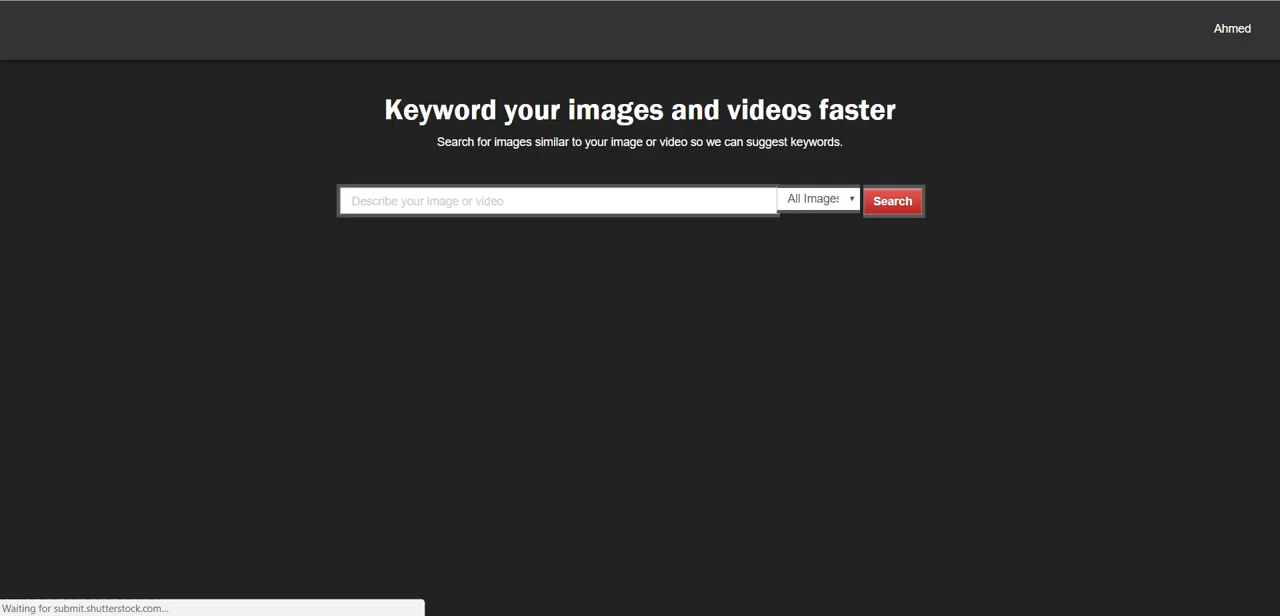 Ahmed
Keyword your images and videos faster
Search for images similar to your image or video so we can suggest keywords.
Describe your image or video
All Images
Search
Waiting for submit.shutterstock.com...